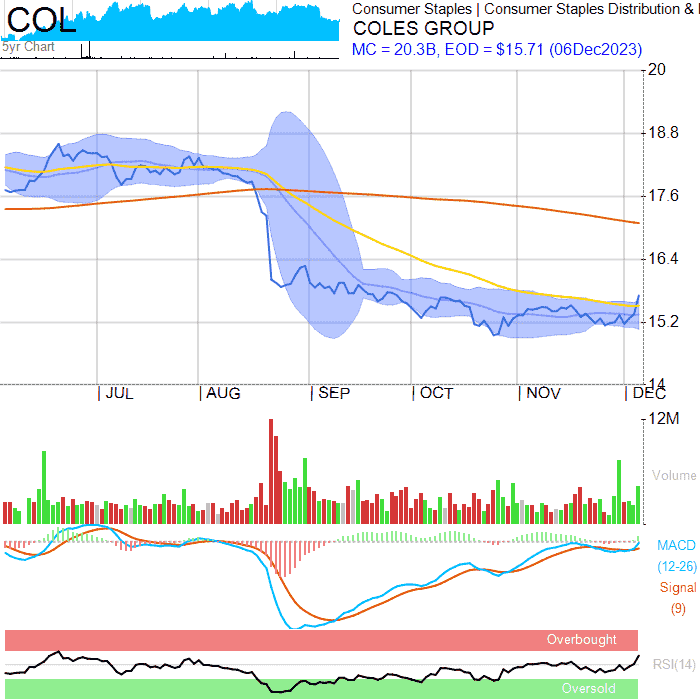 COL
5yr Chart
Consumer Staples | Consumer Staples Distribution &
COLES GROUP
MC = 20.3B, EOD = $15.71 (06Dec2023)
20
18.8
17.6
16.4
15.2
14
JUL AUG SEP OCT NOV DEC
12M
Volume
MACD
(12-26)
Signal
(9)
Overbought
RSI(14)
Oversold